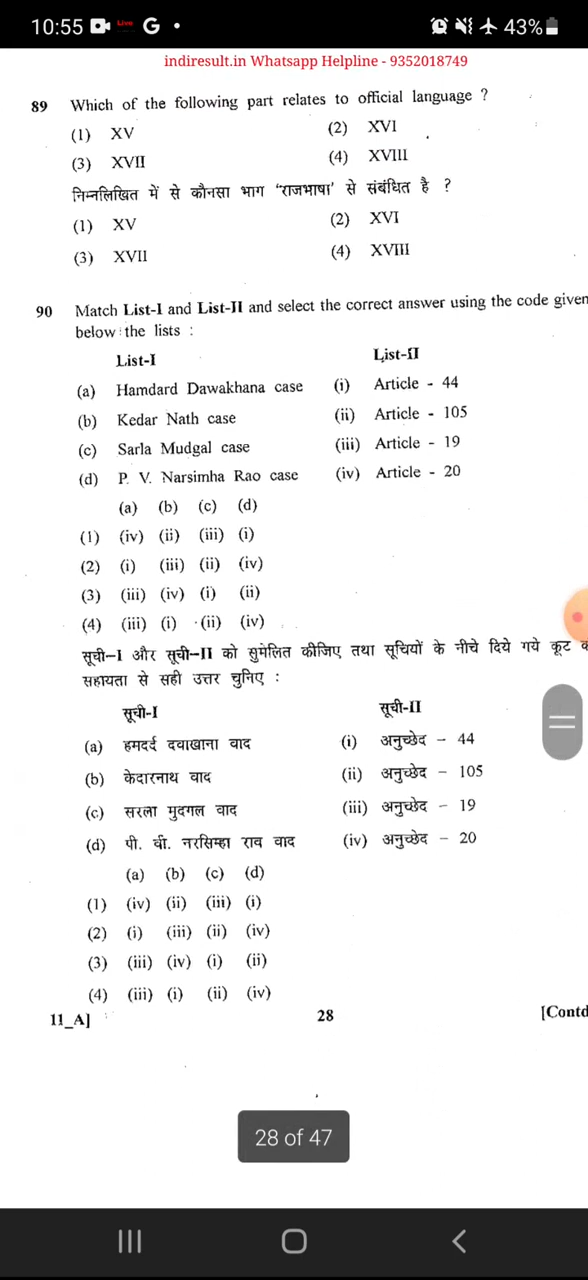 10:55 Live G •
43%
indiresult.in Whatsapp Helpline - 9352018749
89 Which of the following part relates to official language ?
(1) XV (2) XVI
(3) XVII (4) XVIII
निम्नलिखित में से कौनसा भाग "राजभाषा' से संबंधित है ?
(1) XV (2) XVI
(3) XVII (4) XVIII
90 Match List-I and List-II and select the correct answer using the code given
below the lists :
List-I List-II
(a) Hamdard Dawakhana case (i) Article - 44
(b) Kedar Nath case (ii) Article - 105
(c) Sarla Mudgal case (iii) Article - 19
(d) P. V. Narsimha Rao case (iv) Article - 20
(a) (b) (c) (d)
(1) (iv) (ii) (iii) (i)
(2) (i) (iii) (ii) (iv)
(3) (iii) (iv) (i) (ii)
(4) (iii) (i) (ii) (iv)
सूची-I और सूची-II को सुमेलित कीजिए तथा सूचियों के नीचे दिये गये कूट
सहायता से सही उत्तर चुनिए :
सूची-I सूची-II
(a) हमदर्द दवाखाना वाद (i) अनुच्छेद - 44
(b) केदारनाथ वाद (ii) अनुच्छेद - 105
(c) सरला मुदगल वाद (iii) अनुच्छेद - 19
(d) पी. वी. नरसिम्हा राव वाद (iv) अनुच्छेद - 20
(a) (b) (c) (d)
(1) (iv) (ii) (iii) (i)
(2) (i) (iii) (ii) (iv)
(3) (iii) (iv) (i) (ii)
(4) (iii) (i) (ii) (iv)
11_A] 28 [Contd
28 of 47